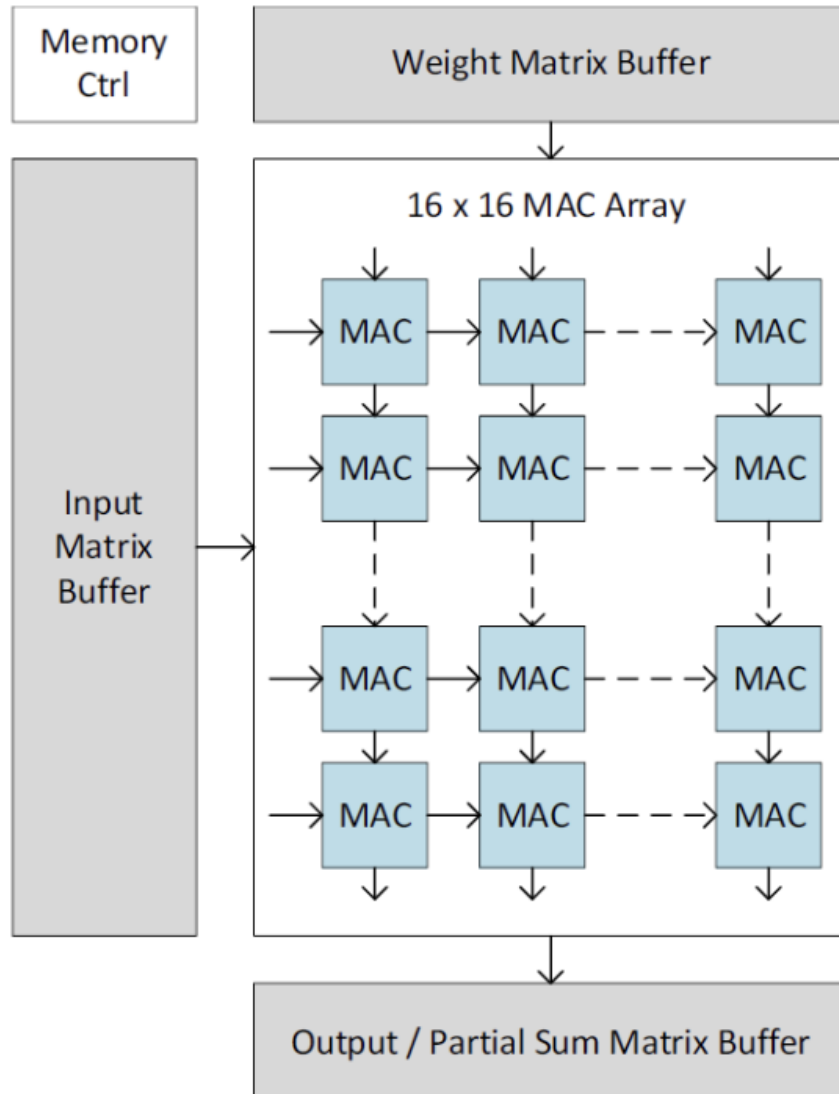 Memory
Ctrl
Weight Matrix Buffer
16 x 16 MAC Array
MAC MAC MAC
MAC MAC MAC
Input
Matrix
Buffer
MAC MAC MAC
MAC MAC MAC
Output / Partial Sum Matrix Buffer